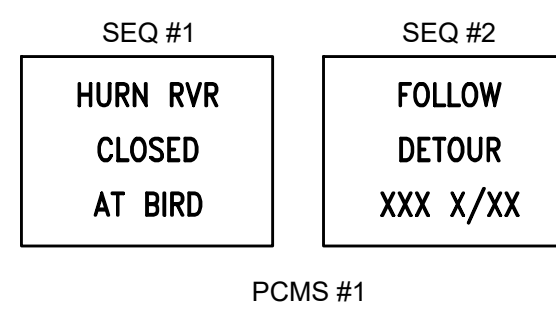 SEQ #1
HURN RVR
CLOSED
AT BIRD
SEQ #2
FOLLOW
DETOUR
XXX X/XX
PCMS #1